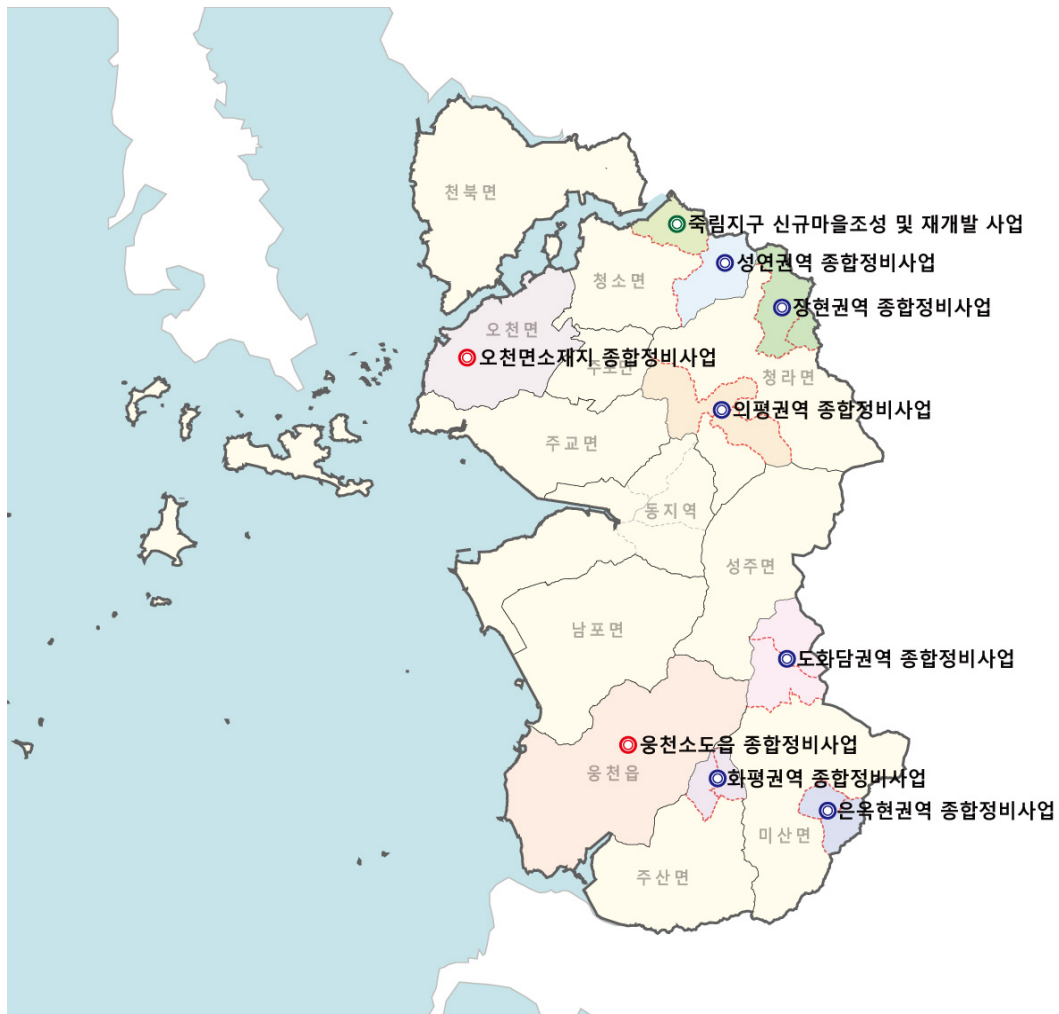 천북면
죽림지구 신규마을조성 및 재개발 사업
성연권역 종합정비사업
청소면
장현권역 종합정비사업
오천면
오천면소재지 종합정비사업
주포면
청라면
의평권역 종합정비사업
주교면
동지역
성주면
남포면
도화담권역 종합정비사업
웅천소도읍 종합정비사업
웅천읍
화평권역 종합정비사업
은옥현권역 종합정비사업
미산면
주산면